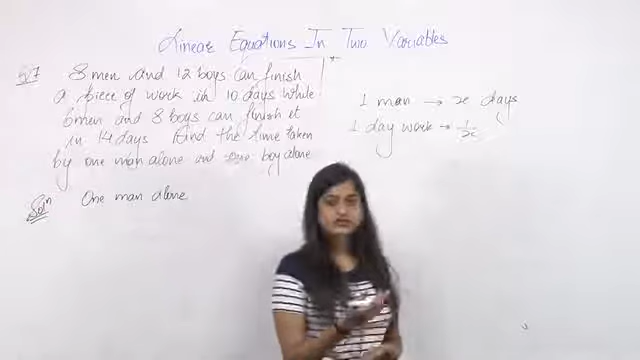 Linear Equations In Two Variables
Q7 8 men and 12 boys can finish
a piece of work in 10 days while
6 men and 8 boys can finish it
in 14 days Find the time taken
by one man alone and one boy alone
1 man → x days
1 day work → 1/x
Soln One man alone